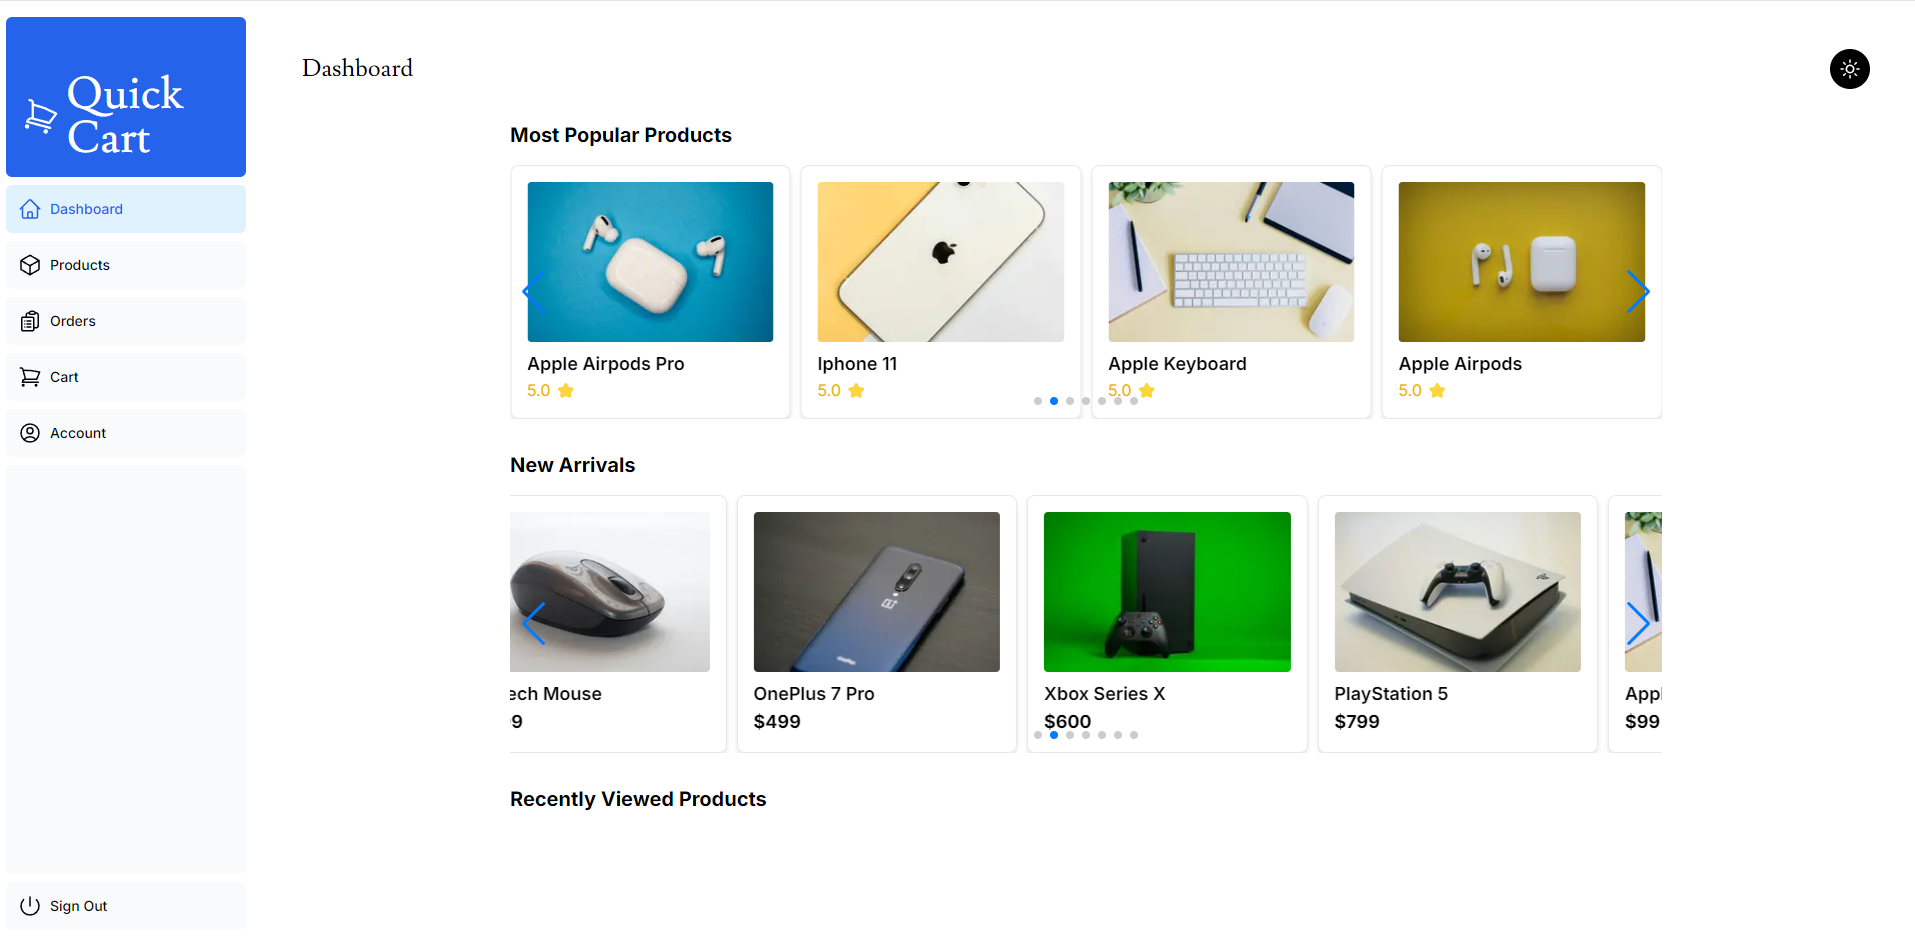 Quick
Cart
Dashboard
Products
Orders
Cart
Account
Sign Out
Dashboard
Most Popular Products
Apple Airpods Pro
5.0
Iphone 11
5.0
Apple Keyboard
5.0
Apple Airpods
5.0
New Arrivals
ech Mouse
9
OnePlus 7 Pro
$499
Xbox Series X
$600
PlayStation 5
$799
App
$99
Recently Viewed Products